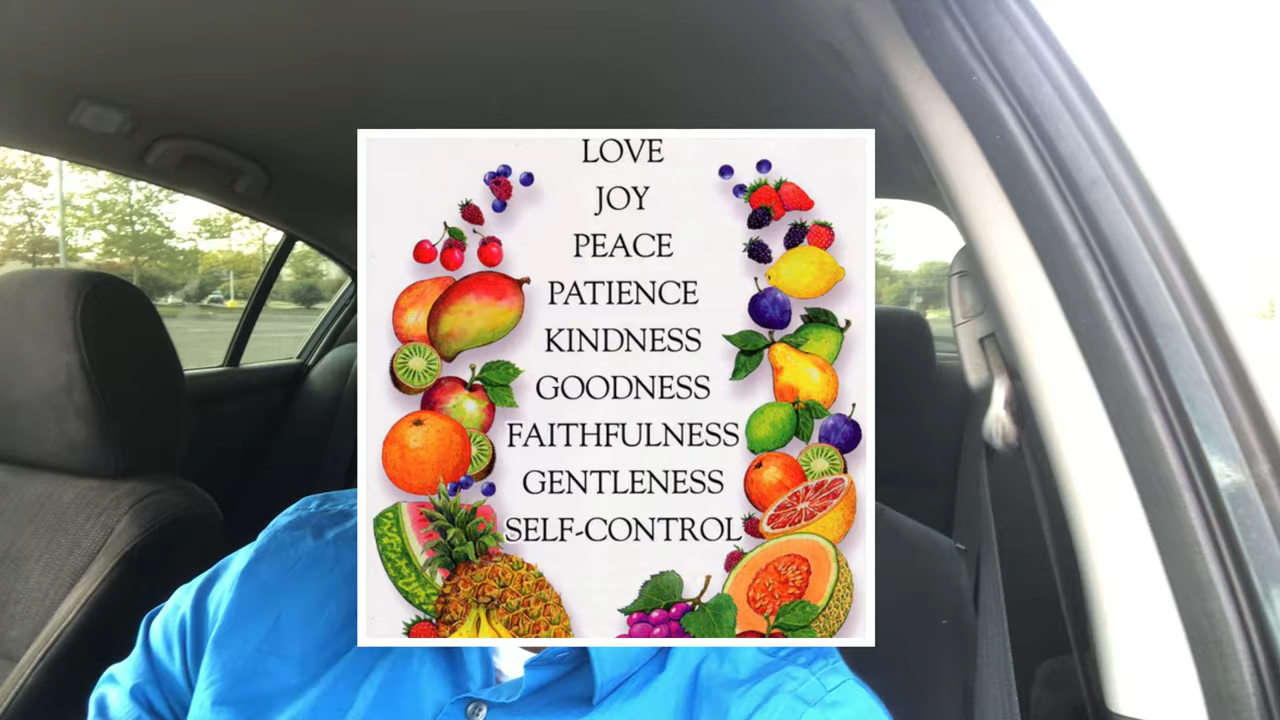 LOVE
JOY
PEACE
PATIENCE
KINDNESS
GOODNESS
FAITHFULNESS
GENTLENESS
SELF-CONTROL